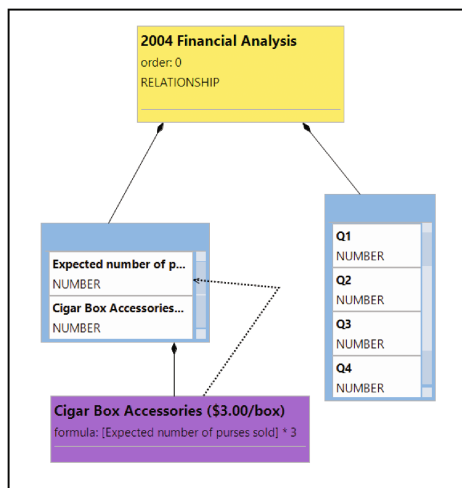 2004 Financial Analysis
order: 0
RELATIONSHIP
Expected number of p...
NUMBER
Cigar Box Accessories...
NUMBER
Q1
NUMBER
Q2
NUMBER
Q3
NUMBER
Q4
NUMBER
Cigar Box Accessories ($3.00/box)
formula: [Expected number of purses sold] * 3